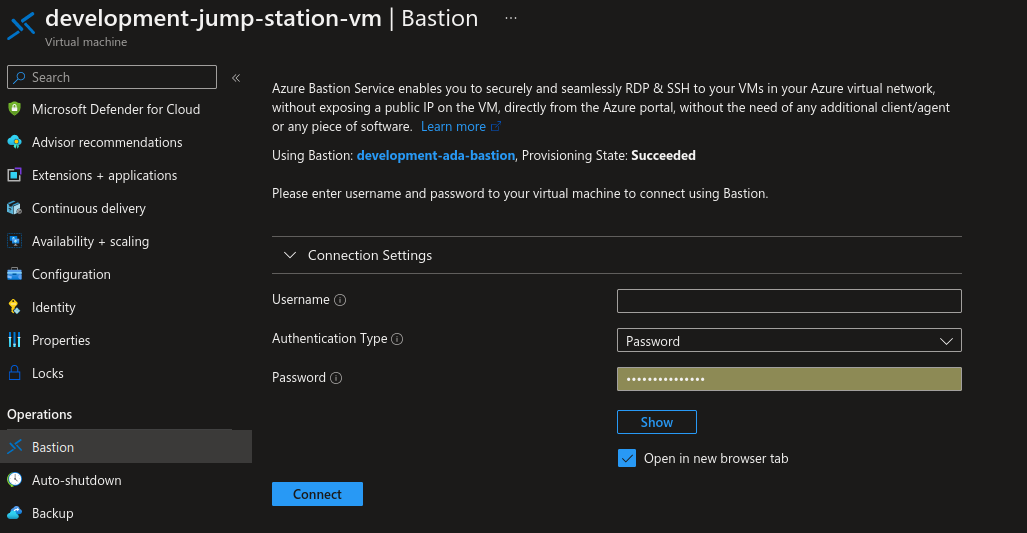 development-jump-station-vm | Bastion ...
Virtual machine
Search
«
Microsoft Defender for Cloud
Advisor recommendations
Extensions + applications
Continuous delivery
Availability + scaling
Configuration
Identity
Properties
Locks
Operations
Bastion
Auto-shutdown
Backup
Azure Bastion Service enables you to securely and seamlessly RDP & SSH to your VMs in your Azure virtual network,
without exposing a public IP on the VM, directly from the Azure portal, without the need of any additional client/agent
or any piece of software. Learn more
Using Bastion: development-ada-bastion, Provisioning State: Succeeded
Please enter username and password to your virtual machine to connect using Bastion.
Connection Settings
Username
Authentication Type
Password
Password
•••••••••••••••
Show
Open in new browser tab
Connect